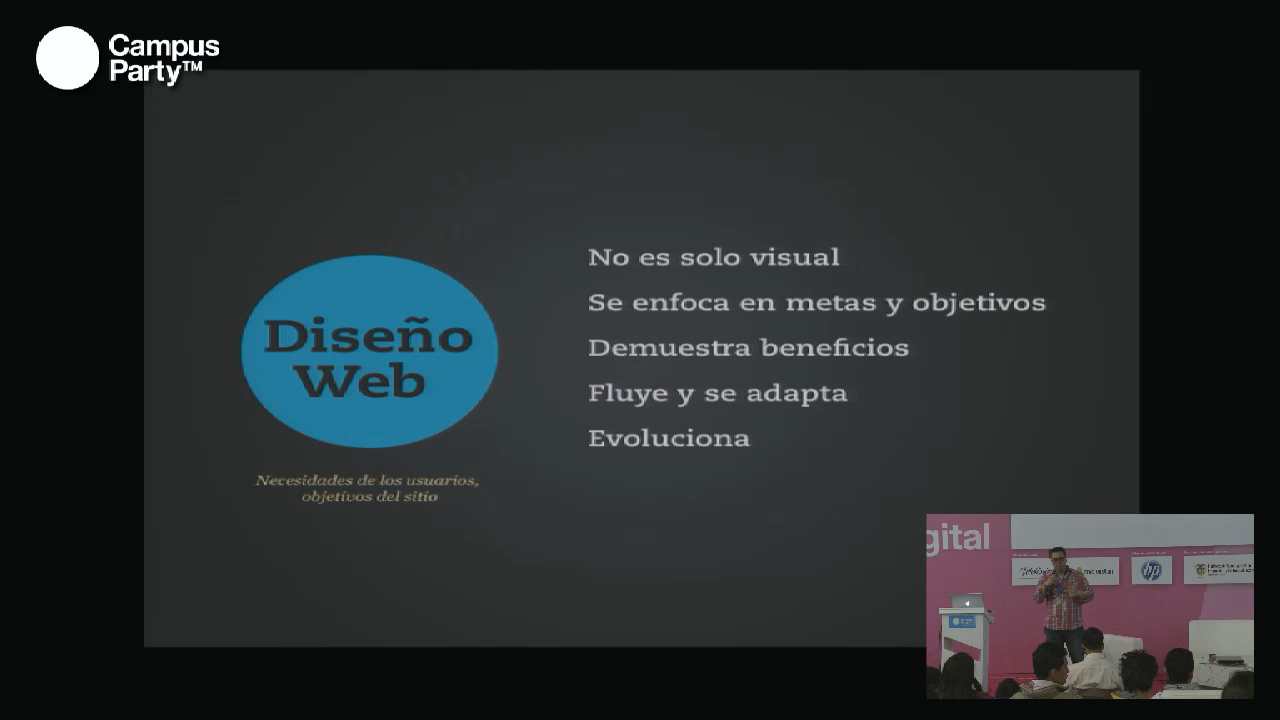 Campus
Party™
No es solo visual
Se enfoca en metas y objetivos
Demuestra beneficios
Fluye y se adapta
Evoluciona
Diseño
Web
Necesidades de los usuarios,
objetivos del sitio
gital
hp